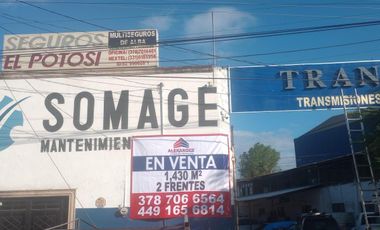 SEGUROS
EL POTOSI
MULTISEGUROS
DE ALBA
SOMAGE
MANTENIMIEN
ALEXANDER
EN VENTA
1,430 M²
2 FRENTES
378 706 6564
449 165 6814
TRAN
TRANSMISIONES